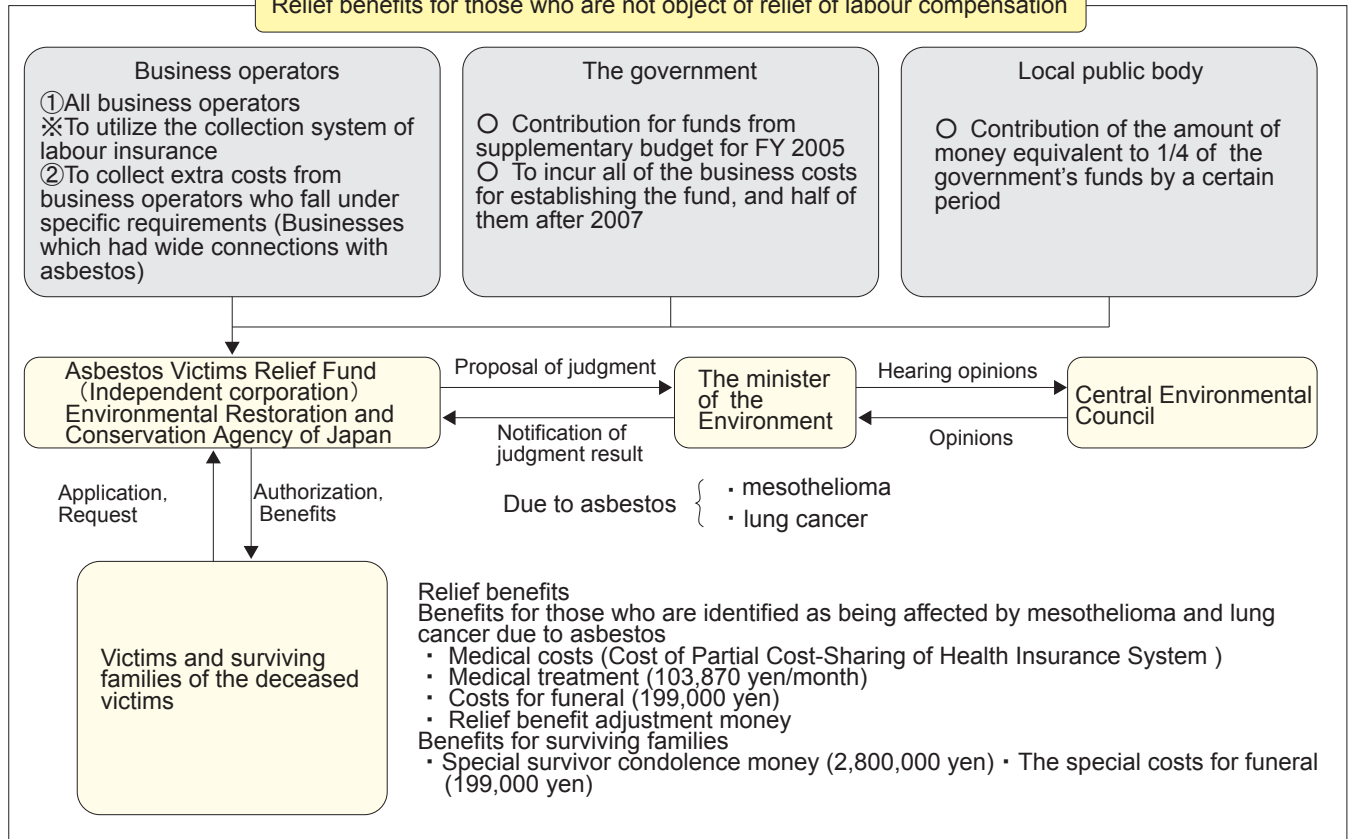 Relief benefits for those who are not object of relief of labour compensation
Business operators
①All business operators
※To utilize the collection system of
labour insurance
②To collect extra costs from
business operators who fall under
specific requirements (Businesses
which had wide connections with
asbestos)
The government
○ Contribution for funds from
supplementary budget for FY 2005
○ To incur all of the business costs
for establishing the fund, and half of
them after 2007
Local public body
○ Contribution of the amount of
money equivalent to 1/4 of the
government's funds by a certain
period
Asbestos Victims Relief Fund
(Independent corporation)
Environmental Restoration and
Conservation Agency of Japan
Proposal of judgment
Notification of
judgment result
The minister
of the
Environment
Hearing opinions
Opinions
Central Environmental
Council
Application,
Request
Authorization,
Benefits
Due to asbestos
・mesothelioma
・lung cancer
Victims and surviving
families of the deceased
victims
Relief benefits
Benefits for those who are identified as being affected by mesothelioma and lung
cancer due to asbestos
・ Medical costs (Cost of Partial Cost-Sharing of Health Insurance System )
・ Medical treatment (103,870 yen/month)
・ Costs for funeral (199,000 yen)
・ Relief benefit adjustment money
Benefits for surviving families
・Special survivor condolence money (2,800,000 yen)・The special costs for funeral
(199,000 yen)